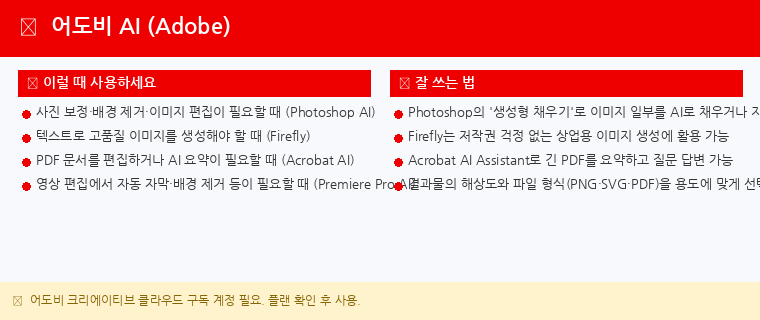 어도비 AI (Adobe)
이럴 때 사용하세요
사진 보정·배경 제거·이미지 편집이 필요할 때 (Photoshop AI)
텍스트로 고품질 이미지를 생성해야 할 때 (Firefly)
PDF 문서를 편집하거나 AI 요약이 필요할 때 (Acrobat AI)
영상 편집에서 자동 자막·배경 제거 등이 필요할 때 (Premiere Pro AI)
잘 쓰는 법
Photoshop의 '생성형 채우기'로 이미지 일부를 AI로 채우거나
Firefly는 저작권 걱정 없는 상업용 이미지 생성에 활용 가능
Acrobat AI Assistant로 긴 PDF를 요약하고 질문 답변 가능
결과물의 해상도와 파일 형식(PNG·SVG·PDF)을 용도에 맞게
어도비 크리에이티브 클라우드 구독 계정 필요. 플랜 확인 후 사용.